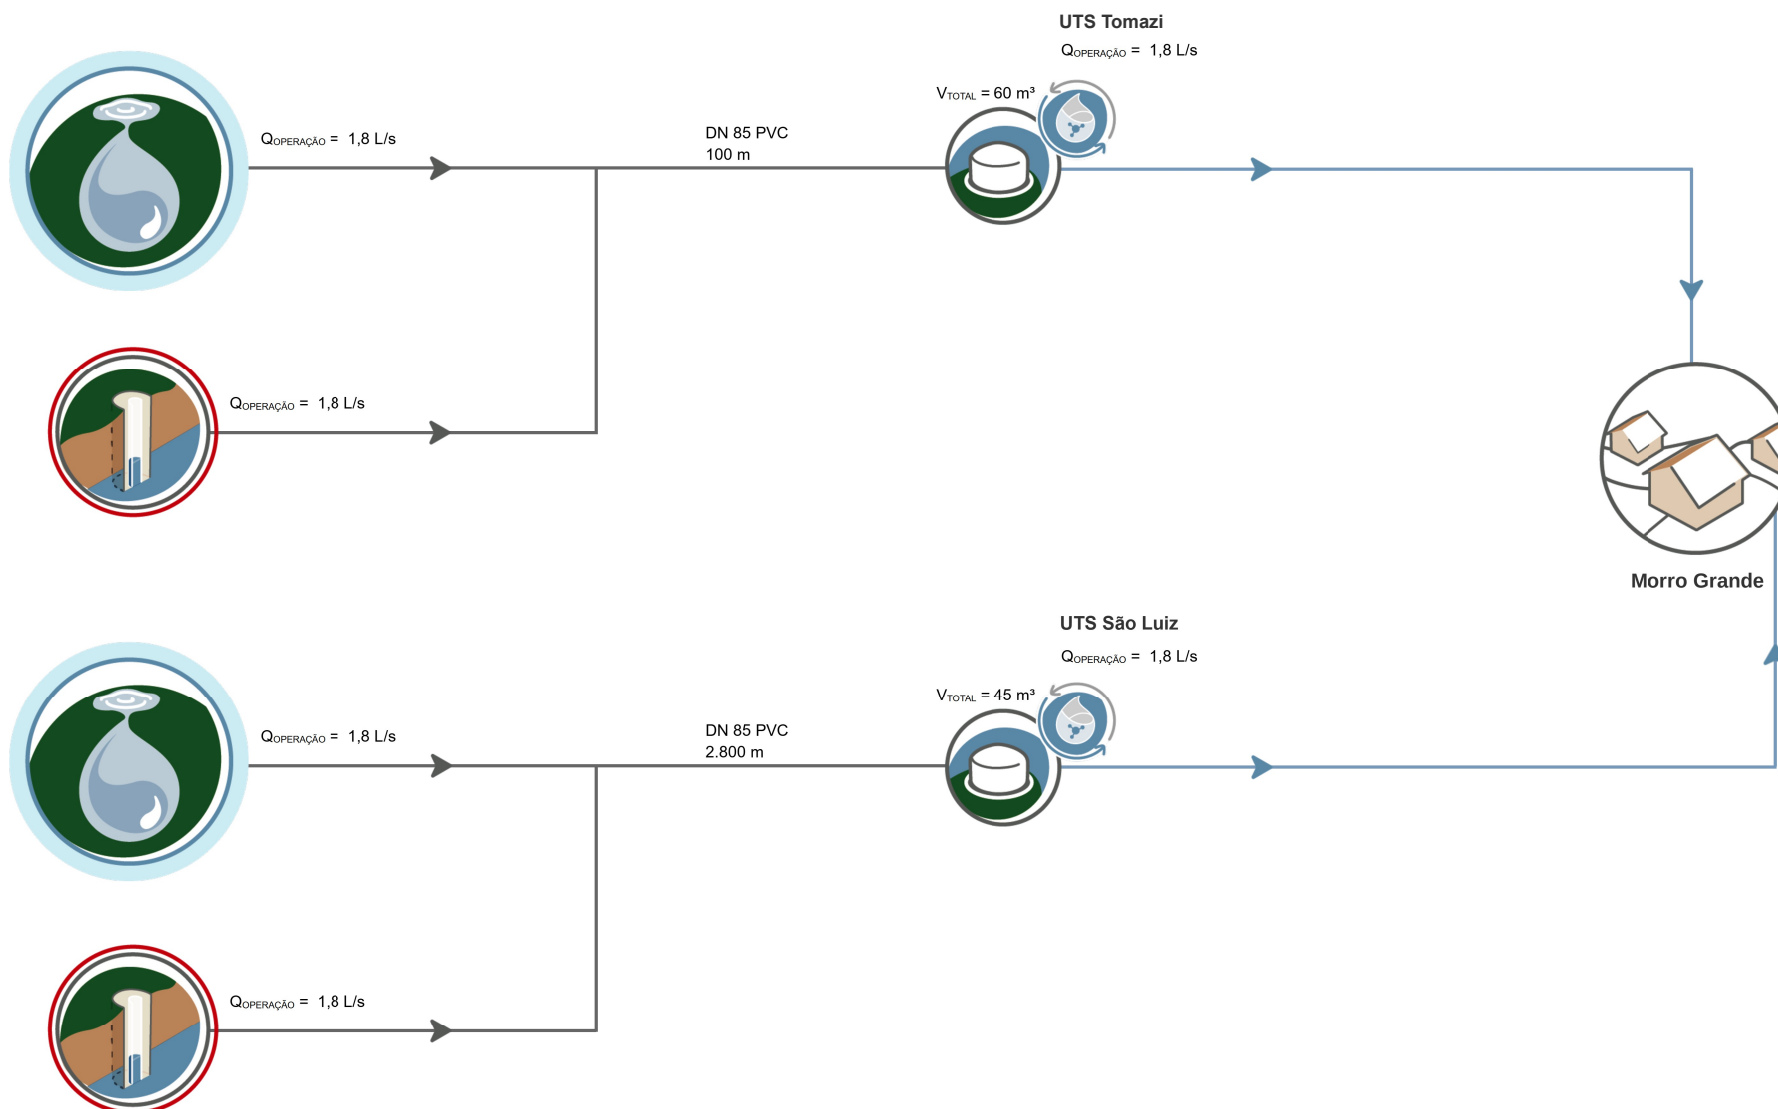 UTS Tomazi
QOPERAÇÃO = 1,8 L/s
VTOTAL = 60 m³
QOPERAÇÃO = 1,8 L/s
DN 85 PVC
100 m
QOPERAÇÃO = 1,8 L/s
Morro Grande
UTS São Luiz
QOPERAÇÃO = 1,8 L/s
VTOTAL = 45 m³
QOPERAÇÃO = 1,8 L/s
DN 85 PVC
2.800 m
QOPERAÇÃO = 1,8 L/s